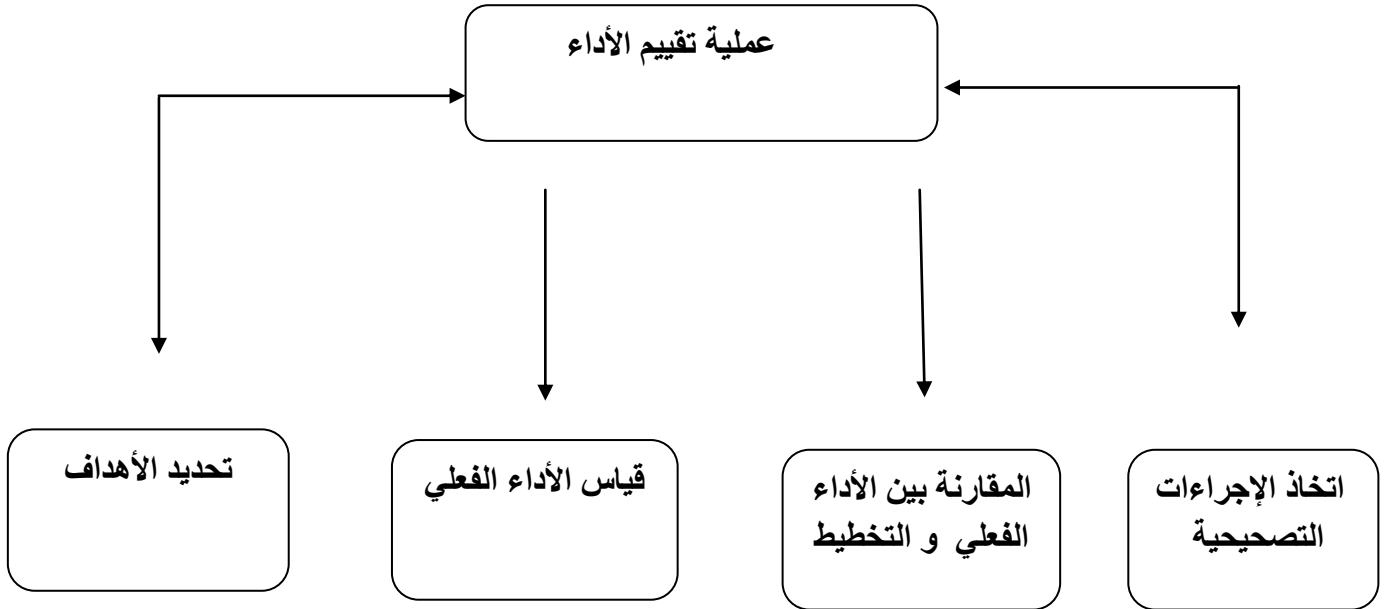 عملية تقييم الأداء
اتخاذ الإجراءات
التصحيحية
المقارنة بين الأداء
الفعلي و التخطيط
قياس الأداء الفعلي
تحديد الأهداف